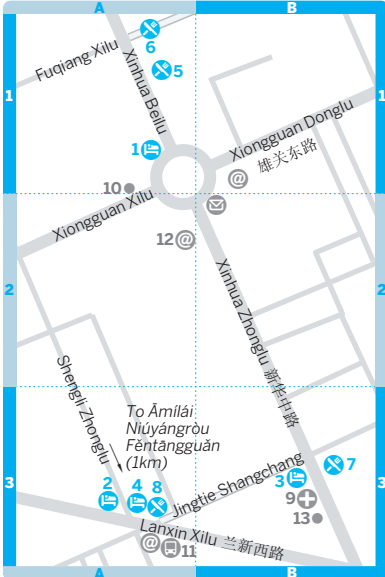 A
B
6
Fuqiang Xilu
5
Xinhua Beilu
1
1
1
Xiongguan Donglu
雄关东路
@
10
Xiongguan Xilu
12 @
2
2
Xinhua Zhonglu 新华中路
Shengli Zhonglu
To Āmǐlái
Niúyángròu
Fěntāngguǎn
(1km)
7
Jingtie Shangchang
3
3
2
4
8
3
9
13
Lanxin Xilu 兰新西路
@
11
A
B